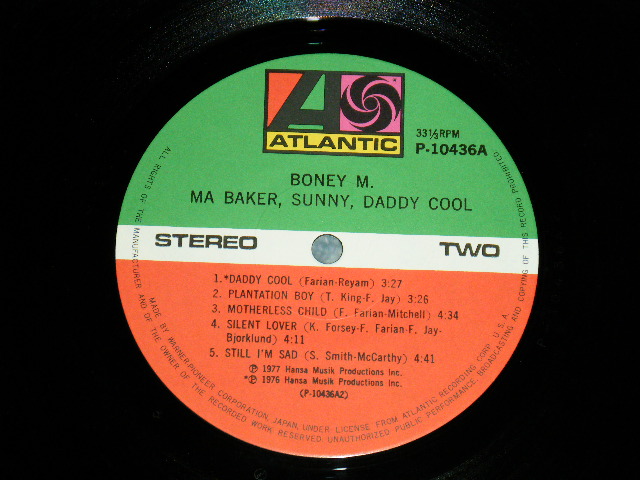 ATLANTIC
33⅓RPM
P-10436A
BONEY M.
MA BAKER, SUNNY, DADDY COOL
STEREO
TWO
1.*DADDY COOL (Farian-Reyam) 3:27
2. PLANTATION BOY (T. King-F. Jay) 3:26
3. MOTHERLESS CHILD (F. Farian-Mitchell) 4:34
4. SILENT LOVER (K. Forsey-F. Farian-F. Jay-
Bjorklund) 4:11
5. STILL I'M SAD (S. Smith-McCarthy) 4:41
Ⓟ 1977 Hansa Musik Productions Inc.
*Ⓟ 1976 Hansa Musik Productions Inc.
(P-10436A2)
ALL RIGHTS OF THE MANUFACTURER AND OF THE OWNER OF THE RECORDED WORK RESERVED UNAUTHORIZED PUBLIC PERFORMANCE BROADCASTING AND COPYING OF THIS RECORD PROHIBITED
MADE BY WARNER-PIONEER CORPORATION, JAPAN, UNDER LICENSE FROM ATLANTIC RECORDING CORP. U.S.A.